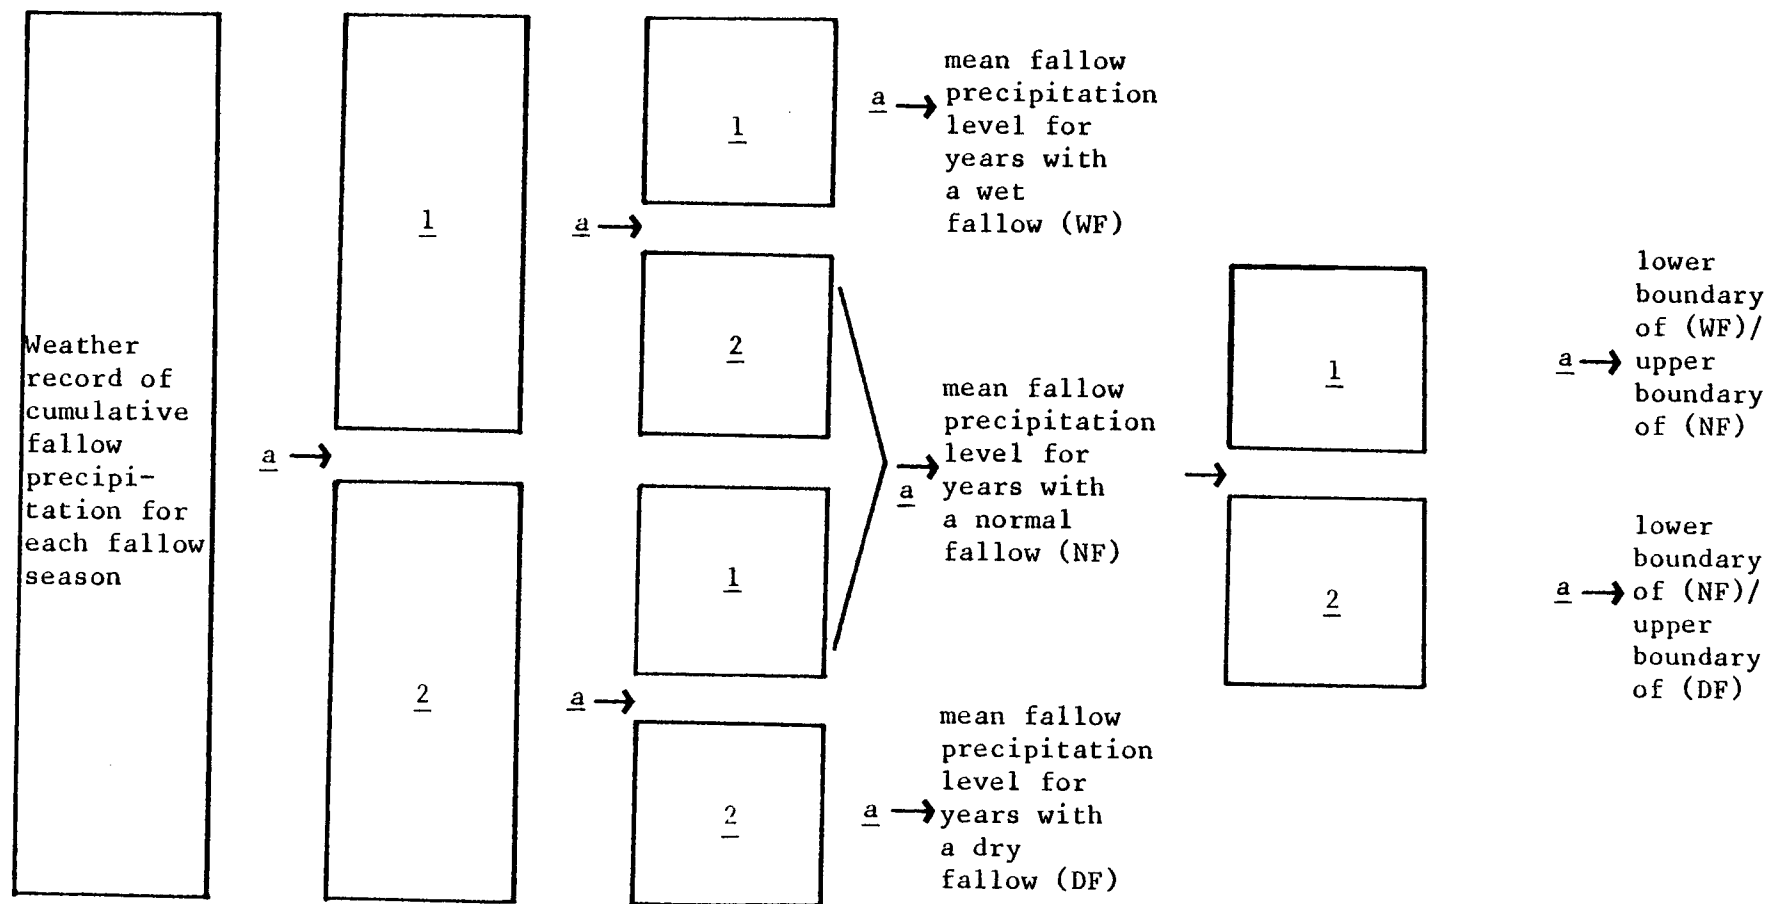 Weather
record of
cumulative
fallow
precipi-
tation for
each fallow
season
a
1
2
a
a
1
2
1
2
a
mean fallow
precipitation
level for
years with
a wet
fallow (WF)
a
mean fallow
precipitation
level for
years with
a normal
fallow (NF)
a
mean fallow
precipitation
level for
years with
a dry
fallow (DF)
1
2
a
lower
boundary
of (WF)/
upper
boundary
of (NF)
a
lower
boundary
of (NF)/
upper
boundary
of (DF)